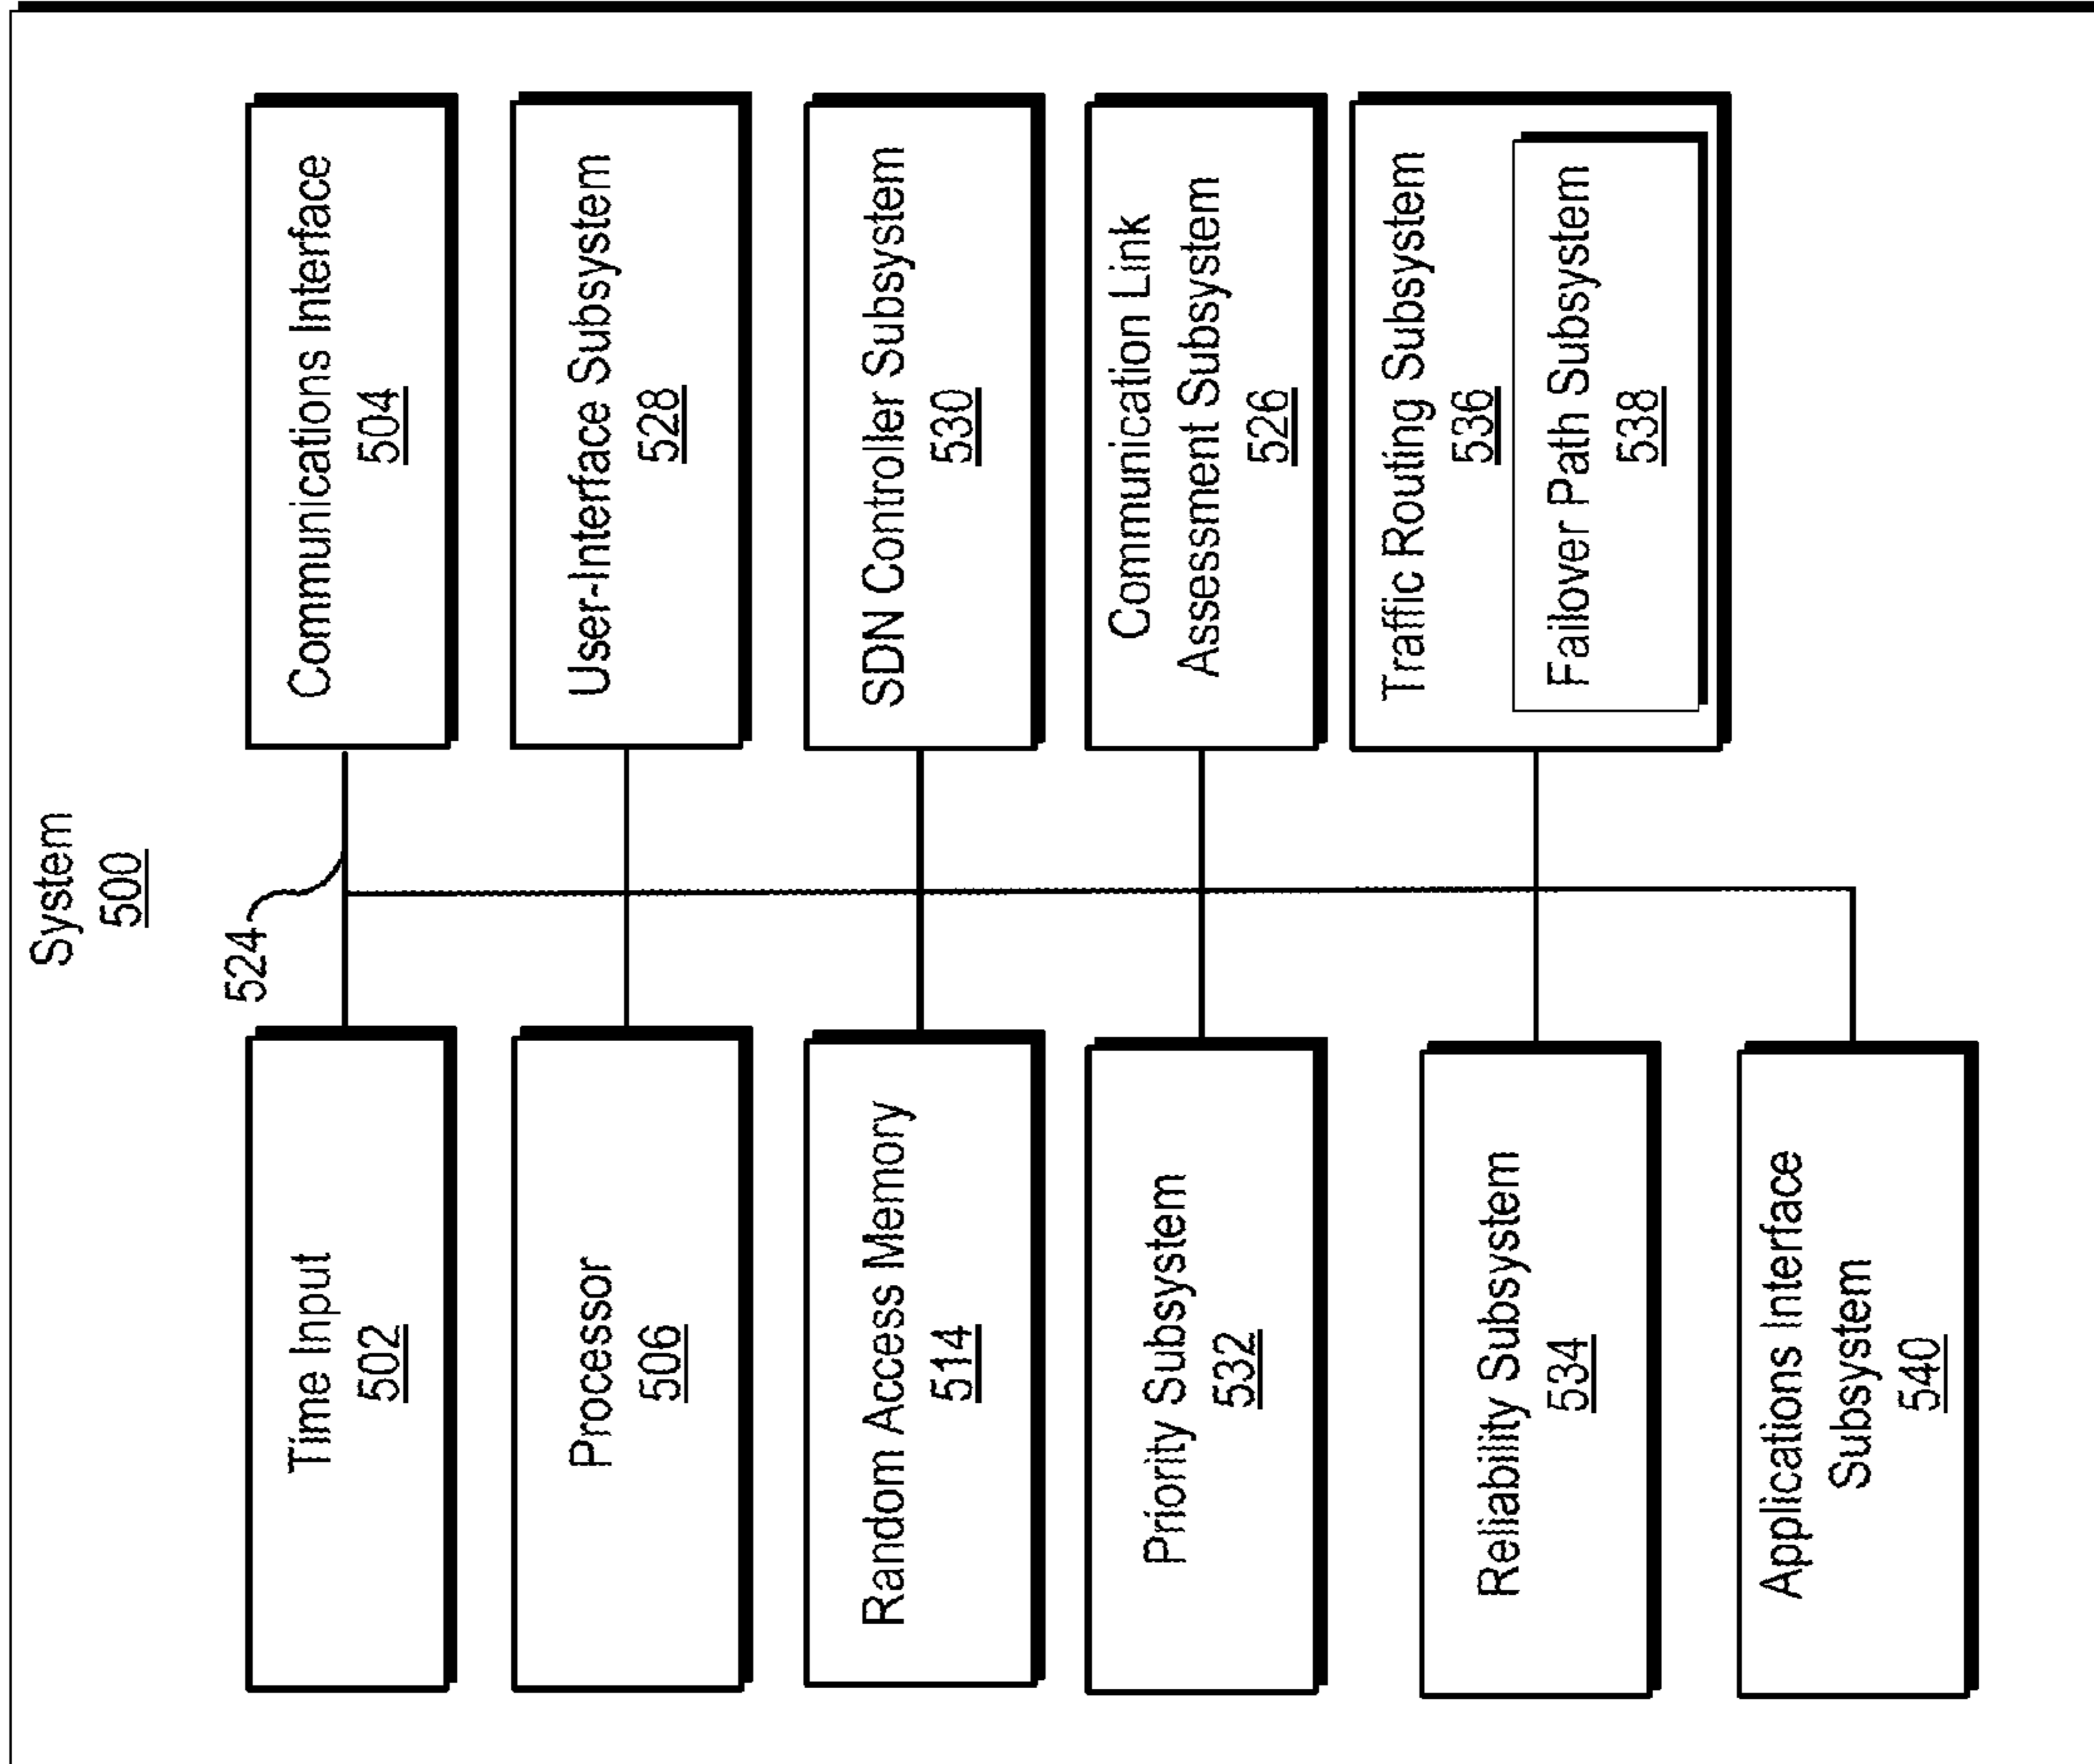 System
500
524
Time Input
502
Communications Interface
504
Processor
506
User-Interface Subsystem
528
Random Access Memory
514
SDN Controller Subsystem
530
Priority Subsystem
532
Communication Link
Assessment Subsystem
526
Reliability Subsystem
534
Traffic Routing Subsystem
536
Failover Path Subsystem
538
Applications Interface
Subsystem
540